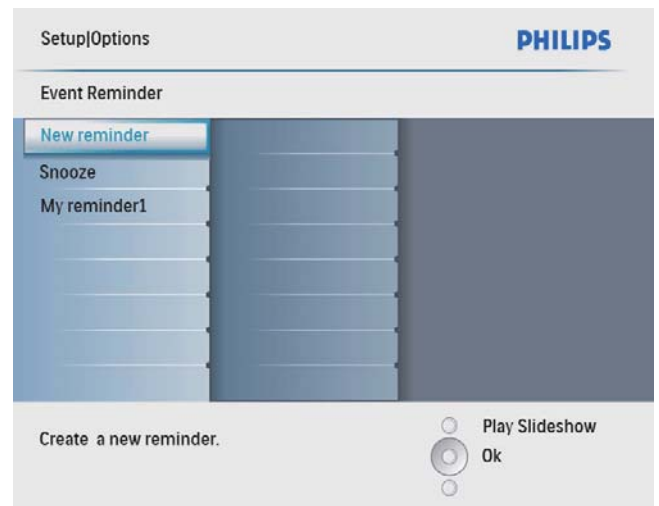 Setup|Options
PHILIPS
Event Reminder
New reminder
Snooze
My reminder1
Create a new reminder.
Play Slideshow
Ok